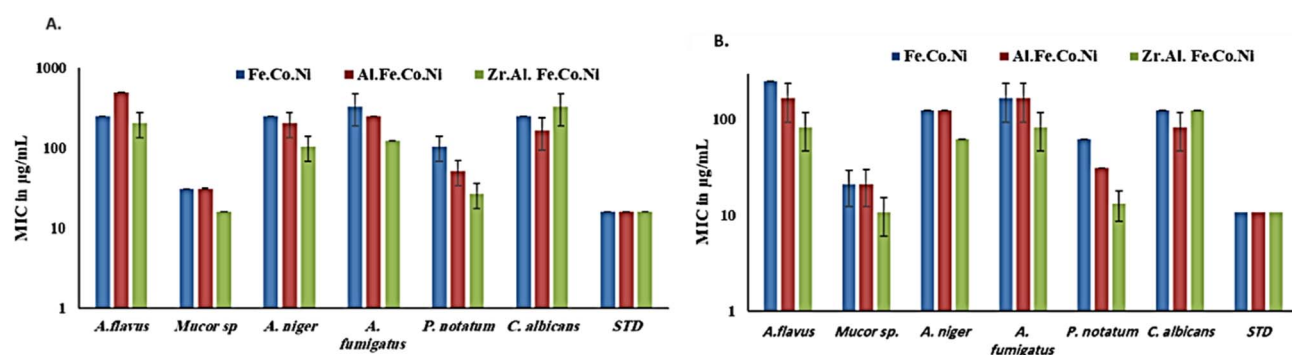 A.
Fe.Co.Ni Al.Fe.Co.Ni Zr.Al. Fe.Co.Ni
MIC in µg/mL
1000
100
10
1
A.flavus Mucor sp A. niger A. fumigatus P. notatum C. albicans STD
B.
Fe.Co.Ni Al.Fe.Co.Ni Zr.Al. Fe.Co.Ni
MIC in µg/mL
100
10
1
A.flavus Mucor sp. A. niger A. fumigatus P. notatum C. albicans STD